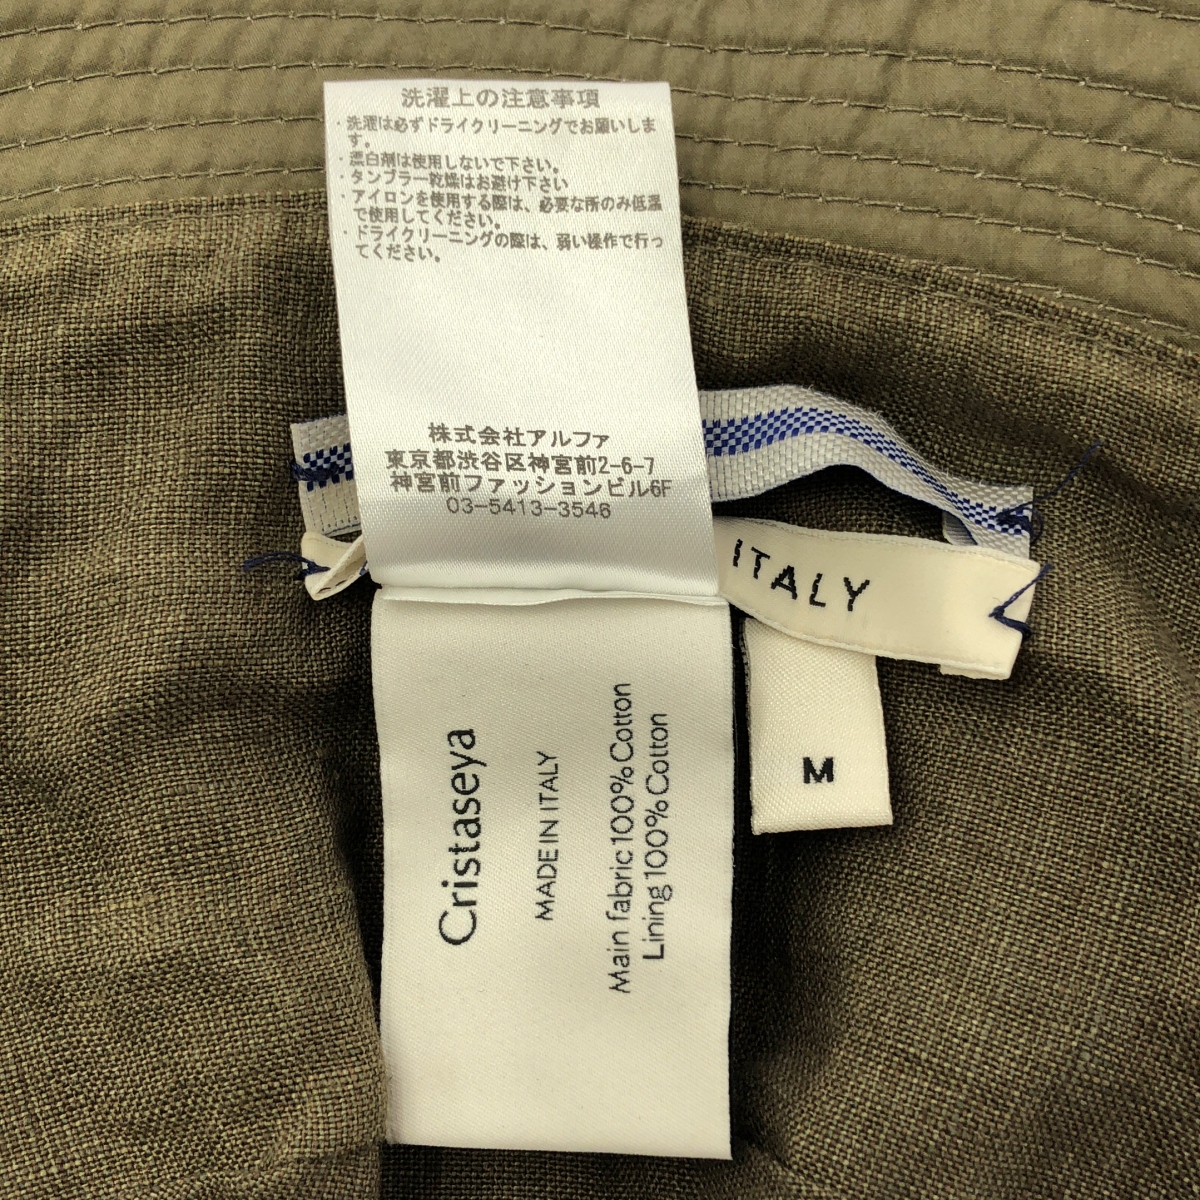 洗濯上の注意事項
・洗濯は必ずドライクリーニングでお願いしま
す。
・漂白剤は使用しないで下さい。
・タンブラー乾燥はお避け下さい
・アイロンを使用する際は、必要な所のみ低温
で使用してください。
・ドライクリーニングの際は、弱い操作で行っ
てください。
株式会社アルファ
東京都渋谷区神宮前2-6-7
神宮前ファッションビル6F
03-5413-3546
ITALY
M
Cristaseya
MADE IN ITALY
Main fabric 100% Cotton
Lining 100% Cotton